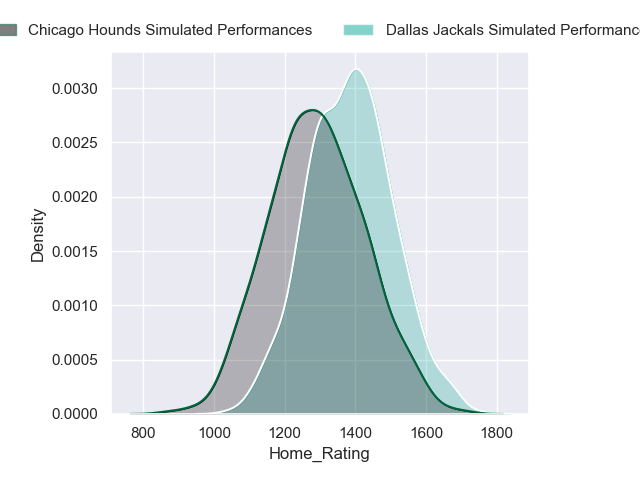 Chicago Hounds Simulated Performances
Dallas Jackals Simulated
0.0030
0.0025
0.0020
0.0015
0.0010
0.0005
0.0000
Density
800 1000 1200 1400 1600 1800
Home_Rating